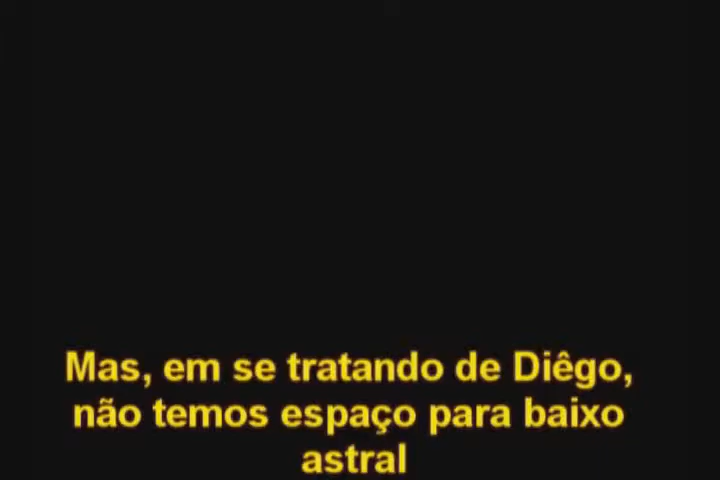 Mas, em se tratando de Diêgo,
não temos espaço para baixo
astral